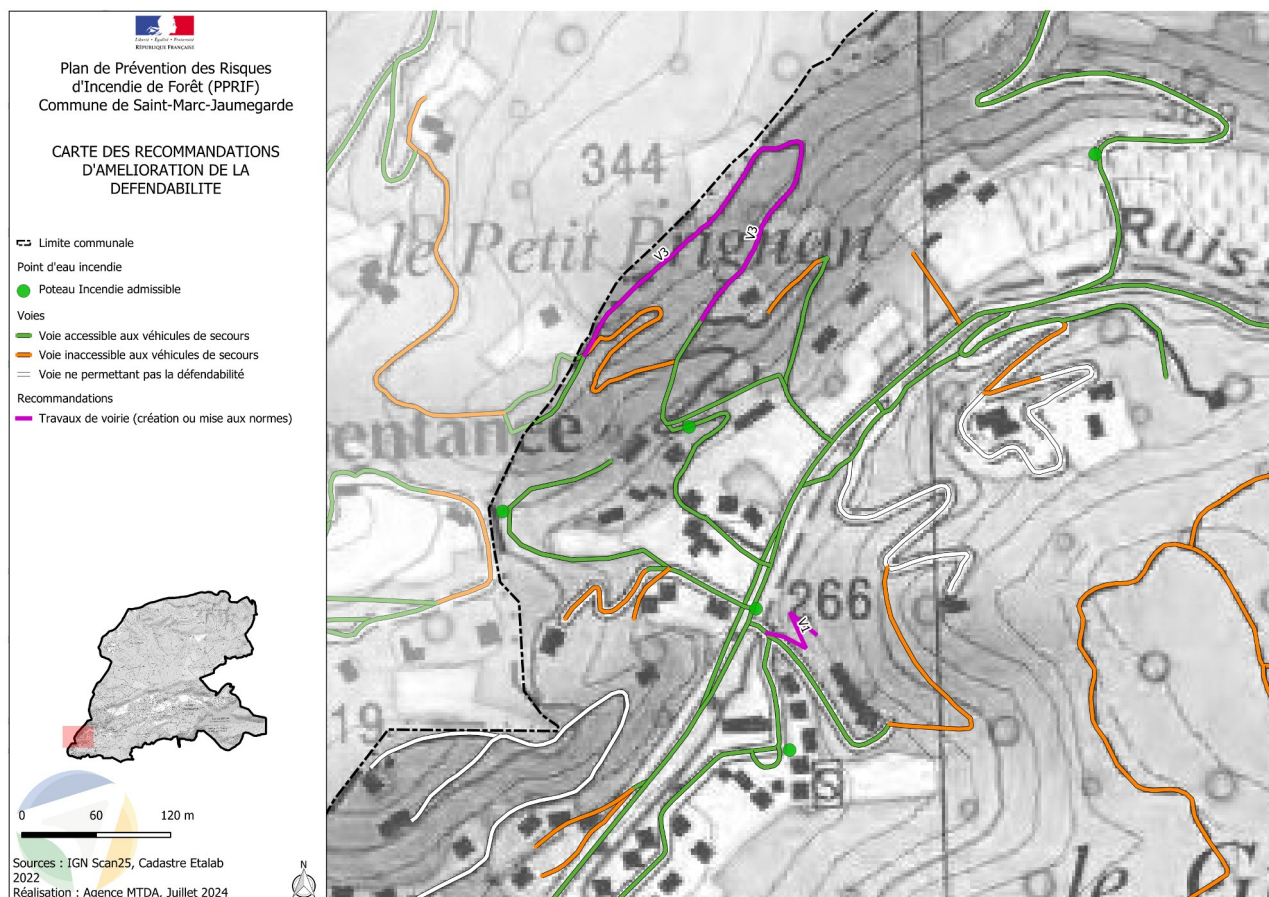 Liberté • Égalité • Fraternité
RÉPUBLIQUE FRANÇAISE
Plan de Prévention des Risques
d'Incendie de Forêt (PPRIF)
Commune de Saint-Marc-Jaumegarde
CARTE DES RECOMMANDATIONS
D'AMELIORATION DE LA
DEFENDABILITE
Limite communale
Point d'eau incendie
Poteau Incendie admissible
Voies
Voie accessible aux véhicules de secours
Voie inaccessible aux véhicules de secours
Voie ne permettant pas la défendabilité
Recommandations
Travaux de voirie (création ou mise aux normes)
0 60 120 m
Sources : IGN Scan25, Cadastre Etalab
2022
Réalisation : Agence MTDA, Juillet 2024
N
344
le Petit Prignan
V3
V3
Ruis
entance
266
V1
19
S
le G